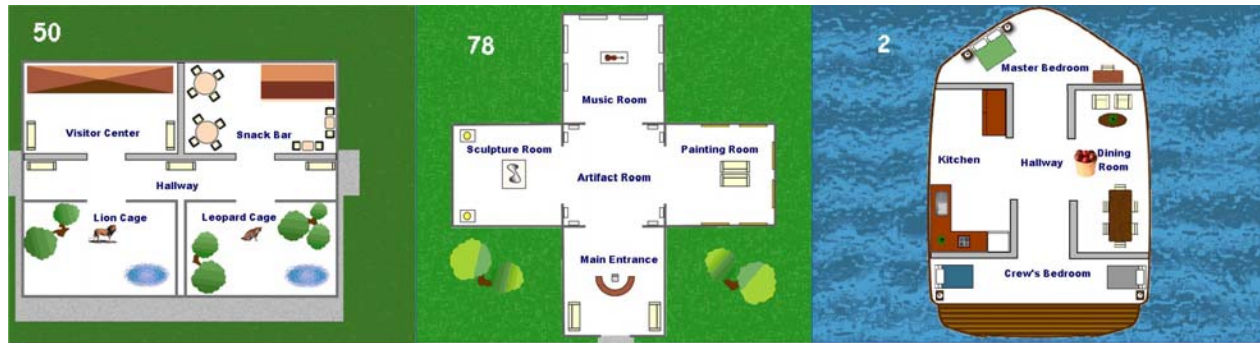 50
Visitor Center
Snack Bar
Hallway
Lion Cage
Leopard Cage
78
Music Room
Sculpture Room
Painting Room
Artifact Room
Main Entrance
2
Master Bedroom
Kitchen
Hallway
Dining
Room
Crew's Bedroom